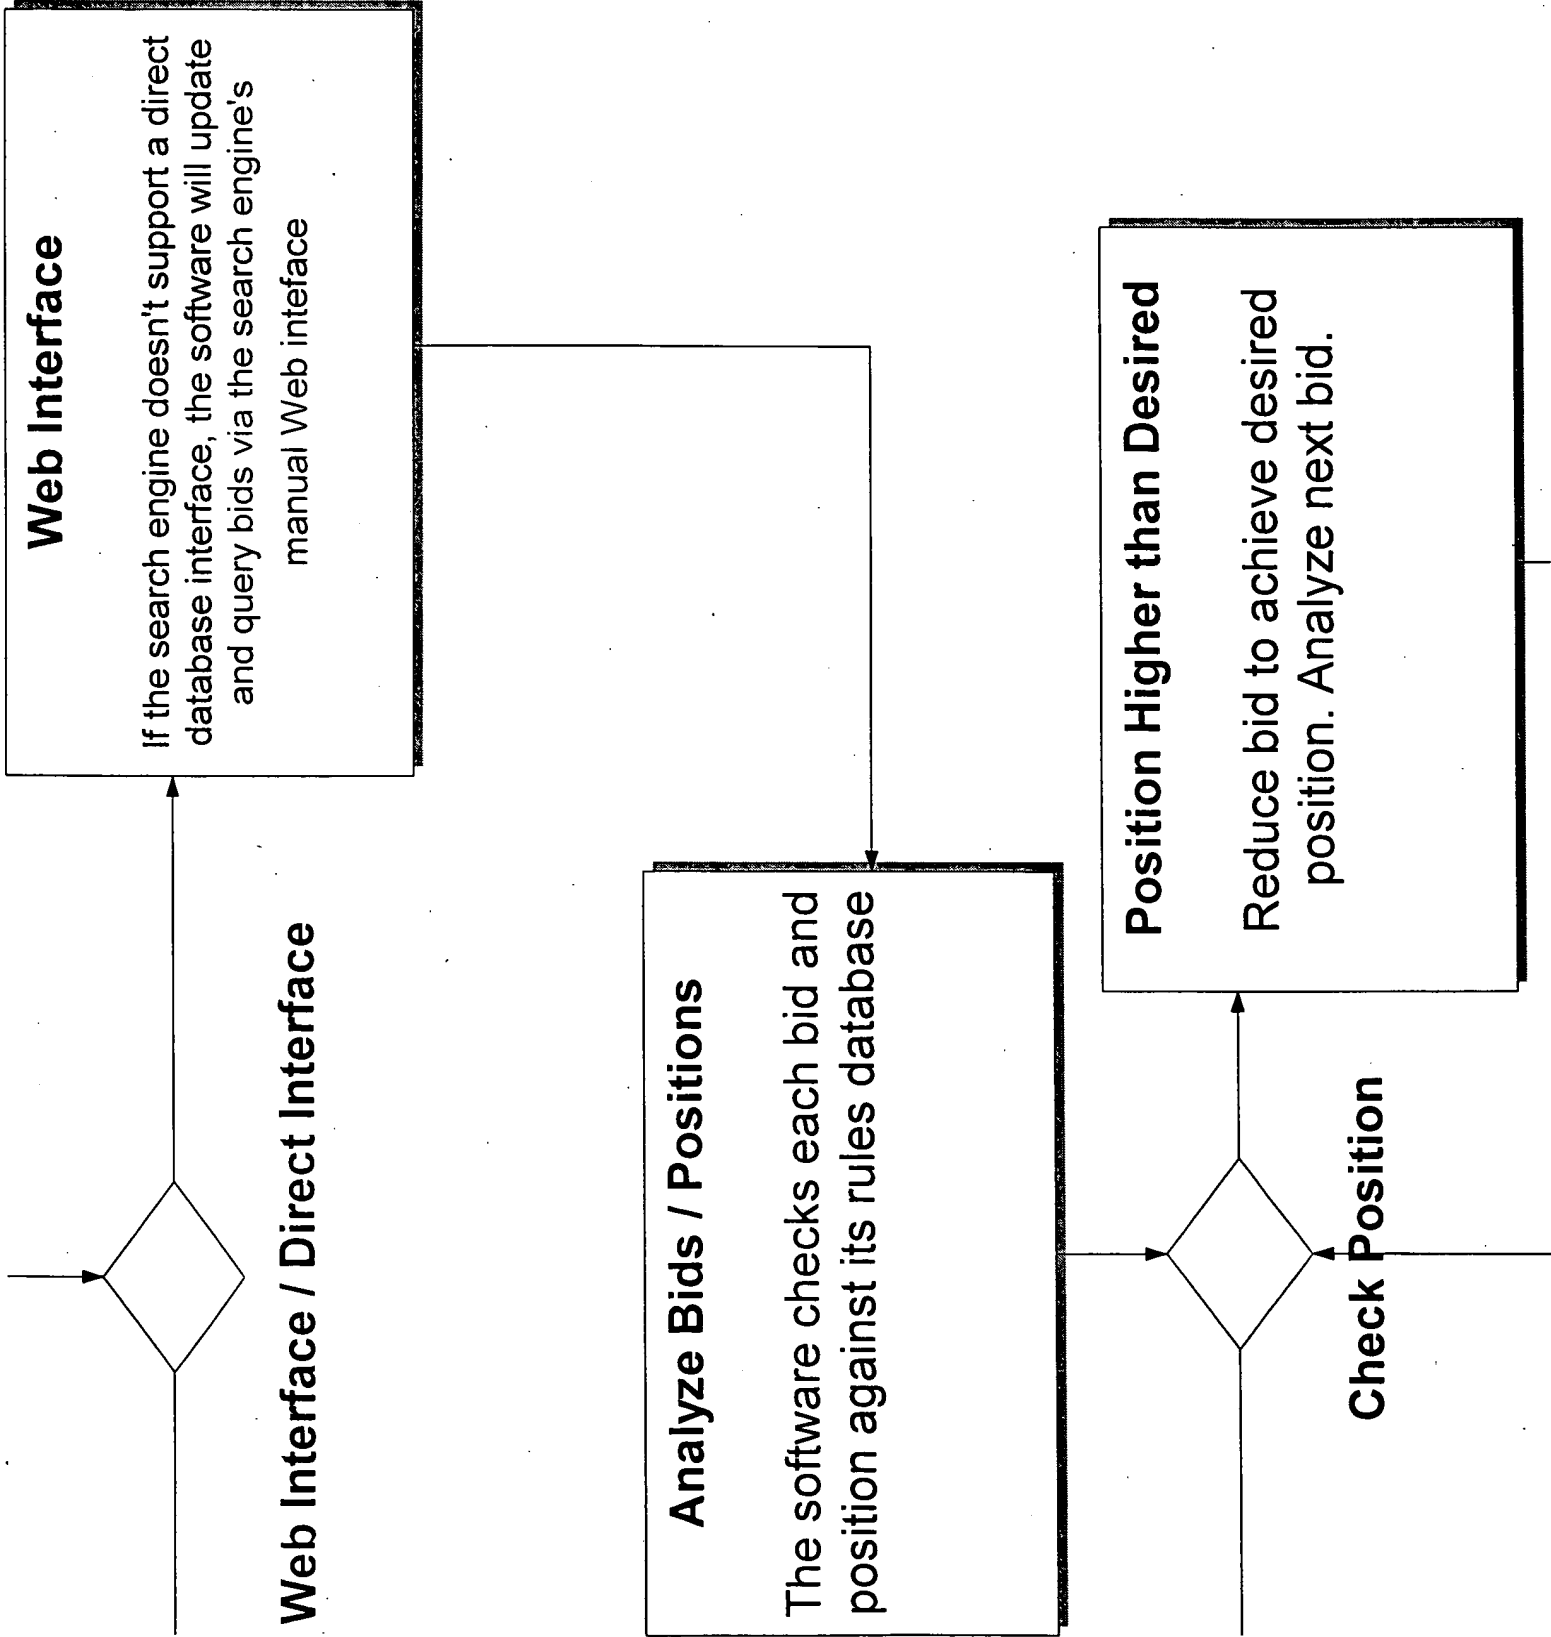 Web Interface
If the search engine doesn't support a direct
database interface, the software will update
and query bids via the search engine's
manual Web inteface
Web Interface / Direct Interface
Analyze Bids / Positions
The software checks each bid and
position against its rules database
Position Higher than Desired
Reduce bid to achieve desired
position. Analyze next bid.
Check Position